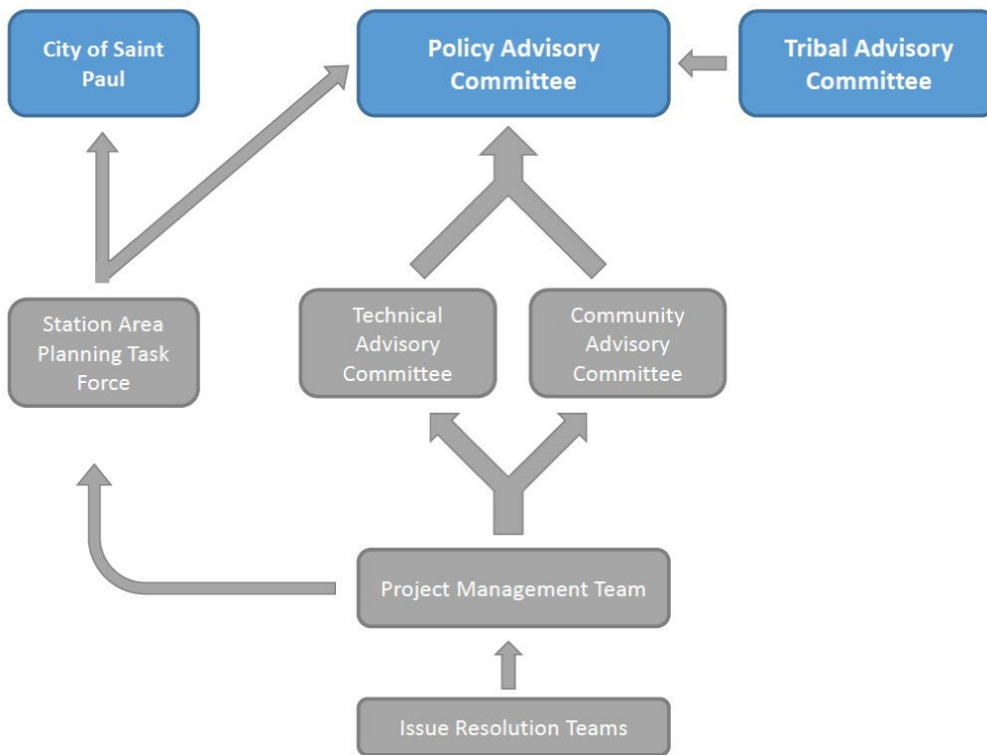 City of Saint
Paul
Policy Advisory
Committee
Tribal Advisory
Committee
Station Area
Planning Task
Force
Technical
Advisory
Committee
Community
Advisory
Committee
Project Management Team
Issue Resolution Teams